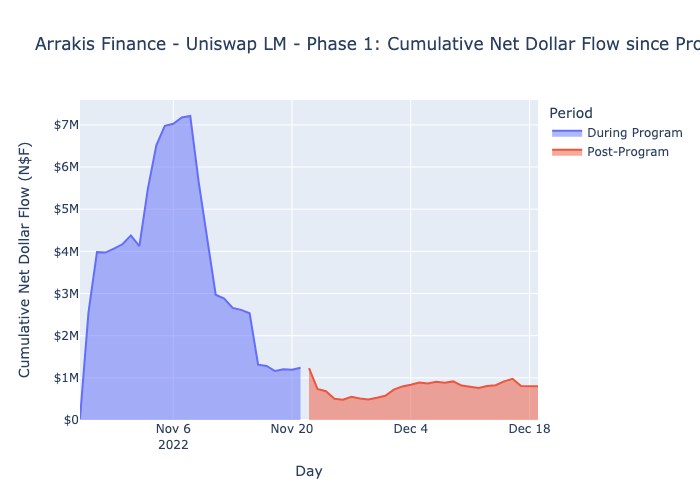 Arrakis Finance - Uniswap LM - Phase 1: Cumulative Net Dollar Flow since
Period
During Program
Post-Program
Cumulative Net Dollar Flow (N$F)
$7M
$6M
$5M
$4M
$3M
$2M
$1M
$0
Nov 6
2022
Nov 20
Dec 4
Dec 18
Day